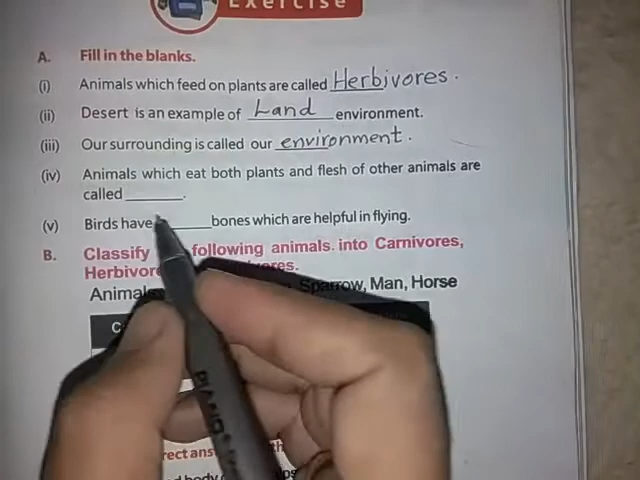 Exercise
A. Fill in the blanks.
(i) Animals which feed on plants are called Herbivores.
(ii) Desert is an example of Land environment.
(iii) Our surrounding is called our environment.
(iv) Animals which eat both plants and flesh of other animals are
called ______.
(v) Birds have ______ bones which are helpful in flying.
B. Classify following animals into Carnivores,
Sparrow, Man, Horse
PIANO